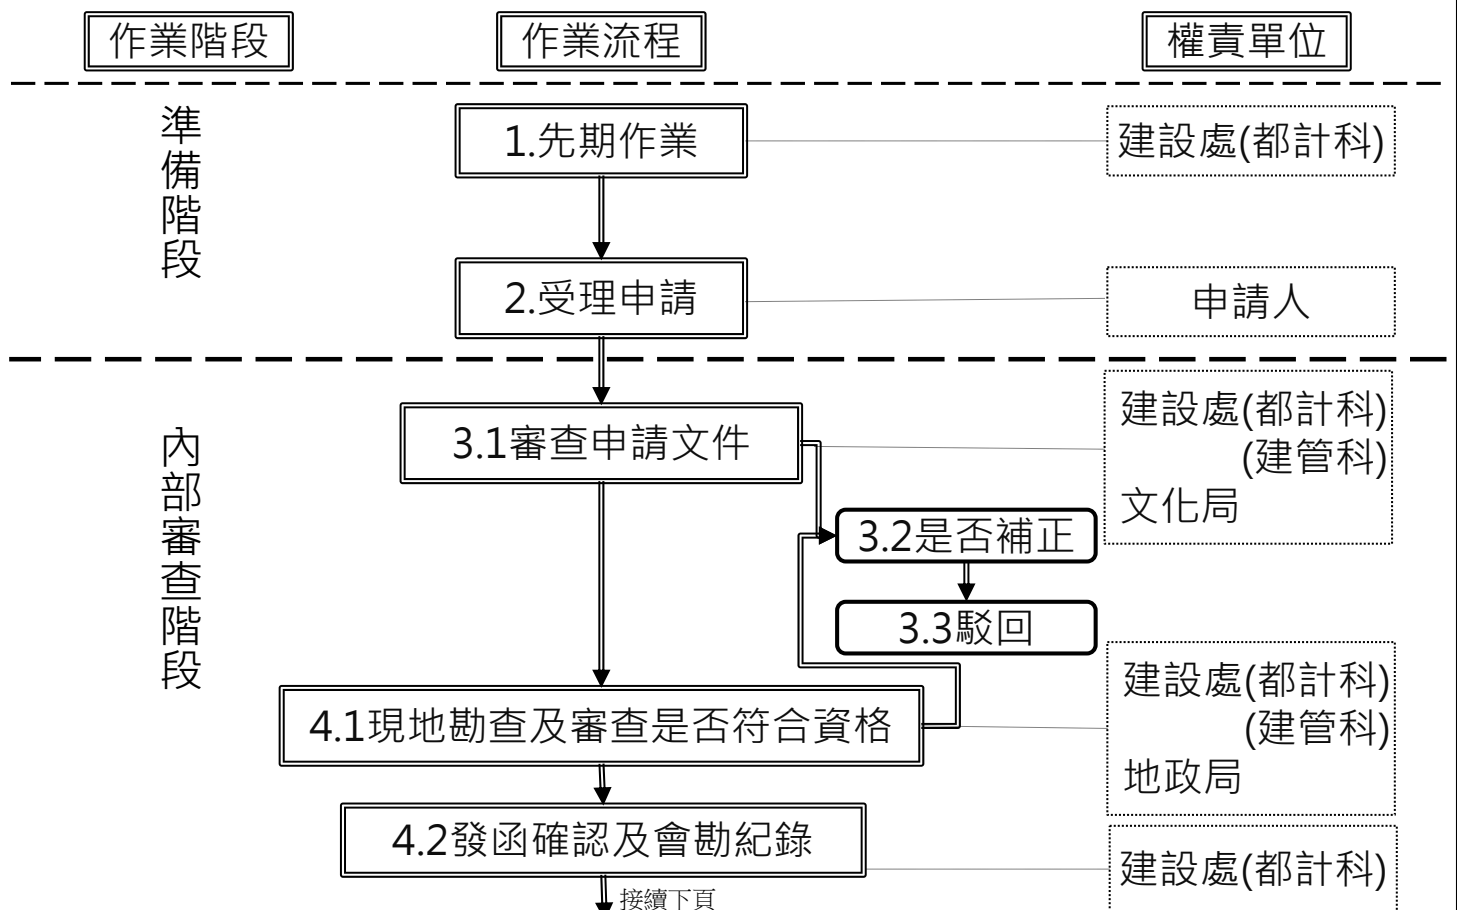 作業階段
作業流程
權責單位
準備階段
1.先期作業
建設處(都計科)
2.受理申請
申請人
內部審查階段
3.1審查申請文件
建設處(都計科)
(建管科)
文化局
3.2是否補正
3.3駁回
4.1現地勘查及審查是否符合資格
建設處(都計科)
(建管科)
地政局
4.2發函確認及會勘紀錄
建設處(都計科)
接續下頁